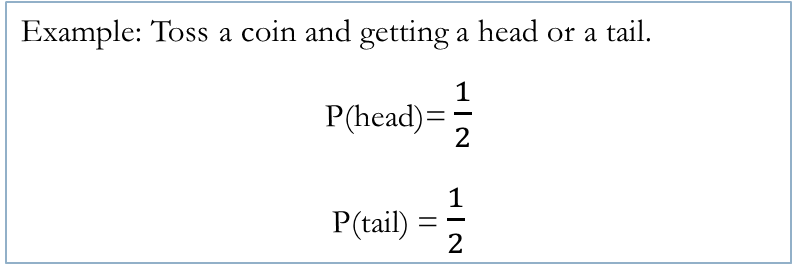 Example: Toss a coin and getting a head or a tail.
P(head)= 1/2
P(tail) = 1/2